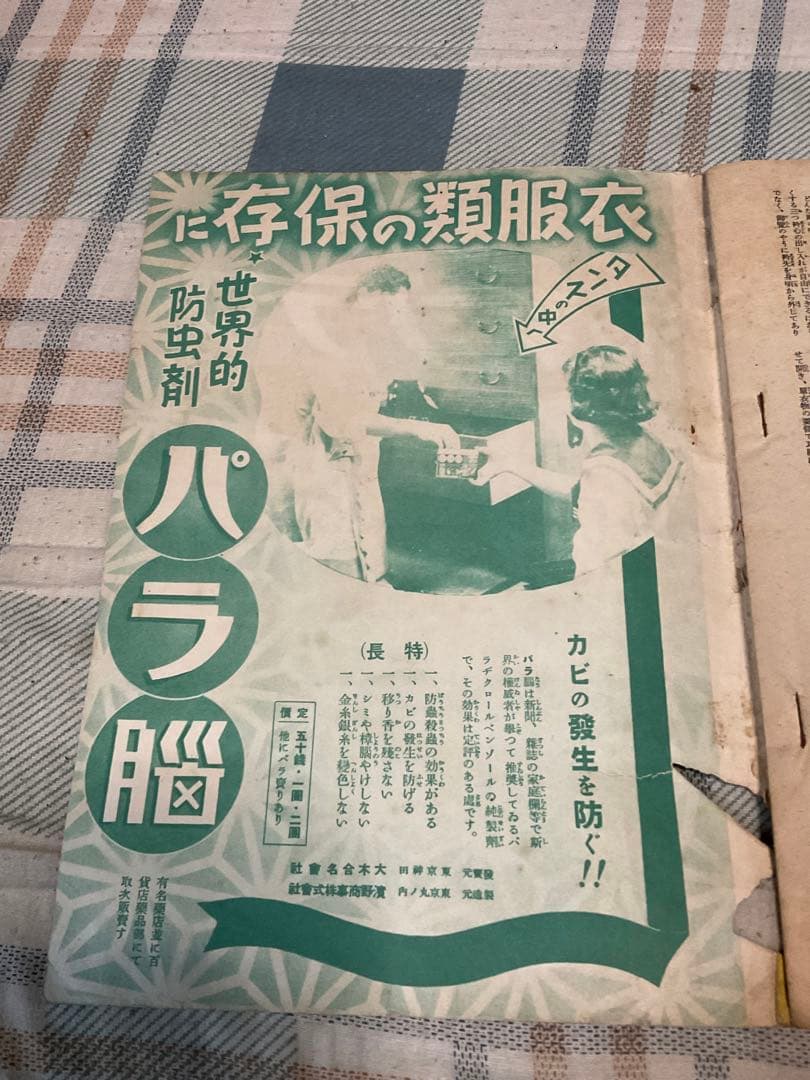 衣服類の保存に
タンスの中へ
世界的
防虫剤
パラ腦
カビの發生を防ぐ!!
パラ腦は新聞、雜誌の家庭欄等で斯
界の權威者が擧つて推奬してゐるパ
ラヂクロールベンゾールの純製劑
で、その効果は定評のある處です。
(特長)
一、防蟲殺蟲の効果がある
一、カビの發生を防げる
一、移り香を殘さない
一、シミや樟腦やけしない
一、金糸銀糸を變色しない
定價
五十錢・一圓・二圓
他にバラ賣りあり
發賣元 東京神田 大木合名會社
製造元 東京丸ノ内 濱野商事株式會社
有名藥店並に百
貨店藥品部にて
取次販賣す